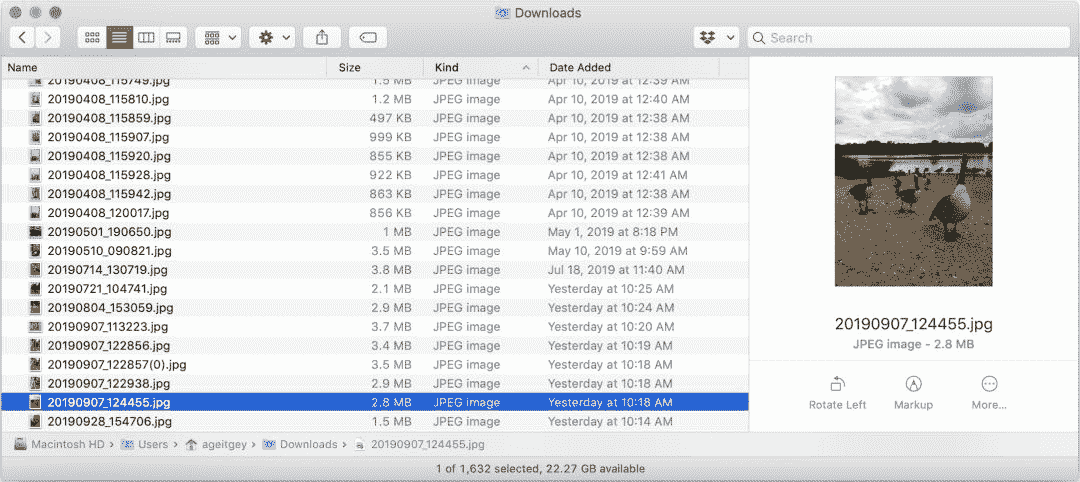 Downloads
Search
Name Size Kind Date Added
20190408_115749.jpg 1.5 MB JPEG image Apr 10, 2019 at 12:39 AM
20190408_115810.jpg 1.2 MB JPEG image Apr 10, 2019 at 12:40 AM
20190408_115859.jpg 497 KB JPEG image Apr 10, 2019 at 12:38 AM
20190408_115907.jpg 999 KB JPEG image Apr 10, 2019 at 12:38 AM
20190408_115920.jpg 855 KB JPEG image Apr 10, 2019 at 12:38 AM
20190408_115928.jpg 922 KB JPEG image Apr 10, 2019 at 12:41 AM
20190408_115942.jpg 863 KB JPEG image Apr 10, 2019 at 12:38 AM
20190408_120017.jpg 856 KB JPEG image Apr 10, 2019 at 12:39 AM
20190501_190650.jpg 1 MB JPEG image May 1, 2019 at 8:18 PM
20190510_090821.jpg 3.5 MB JPEG image May 10, 2019 at 9:59 AM
20190714_130719.jpg 3.8 MB JPEG image Jul 18, 2019 at 11:40 AM
20190721_104741.jpg 2.1 MB JPEG image Yesterday at 10:25 AM
20190804_153059.jpg 2.9 MB JPEG image Yesterday at 10:24 AM
20190907_113223.jpg 3.7 MB JPEG image Yesterday at 10:20 AM
20190907_122856.jpg 3.4 MB JPEG image Yesterday at 10:19 AM
20190907_122857(0).jpg 3.5 MB JPEG image Yesterday at 10:18 AM
20190907_122938.jpg 2.9 MB JPEG image Yesterday at 10:18 AM
20190907_124455.jpg 2.8 MB JPEG image Yesterday at 10:18 AM
20190928_154706.jpg 1.5 MB JPEG image Yesterday at 10:14 AM
20190907_124455.jpg
JPEG image - 2.8 MB
Rotate Left Markup More...
Macintosh HD › Users › ageitgey › Downloads › 20190907_124455.jpg
1 of 1,632 selected, 22.27 GB available